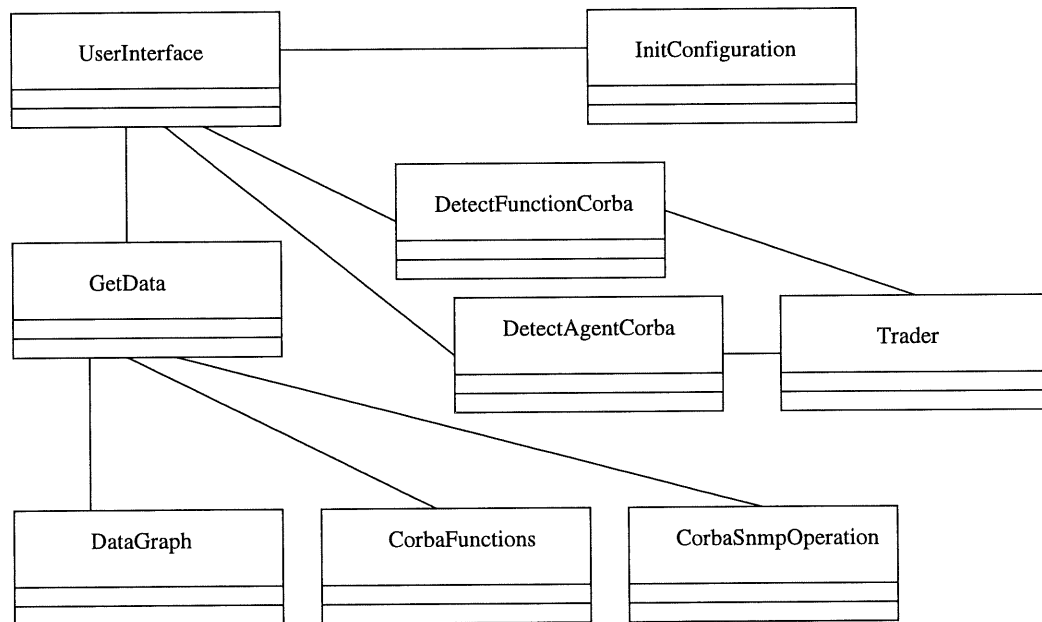 UserInterface
InitConfiguration
DetectFunctionCorba
GetData
DetectAgentCorba
Trader
DataGraph
CorbaFunctions
CorbaSnmpOperation